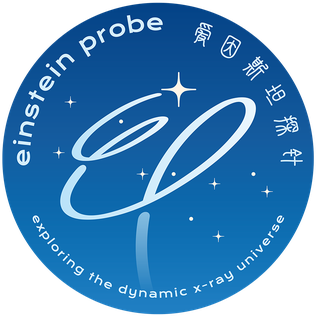 einstein probe
爱因斯坦探针
exploring the dynamic x-ray universe